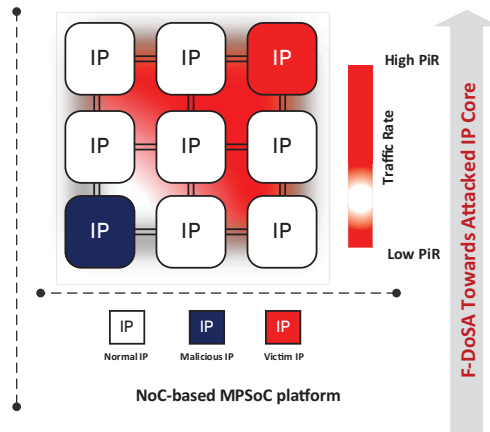 IP IP IP
IP IP IP
IP IP IP
High PiR
Traffic Rate
Low PiR
F-DoSA Towards Attacked IP Core
IP IP IP
Normal IP Malicious IP Victim IP
NoC-based MPSoC platform